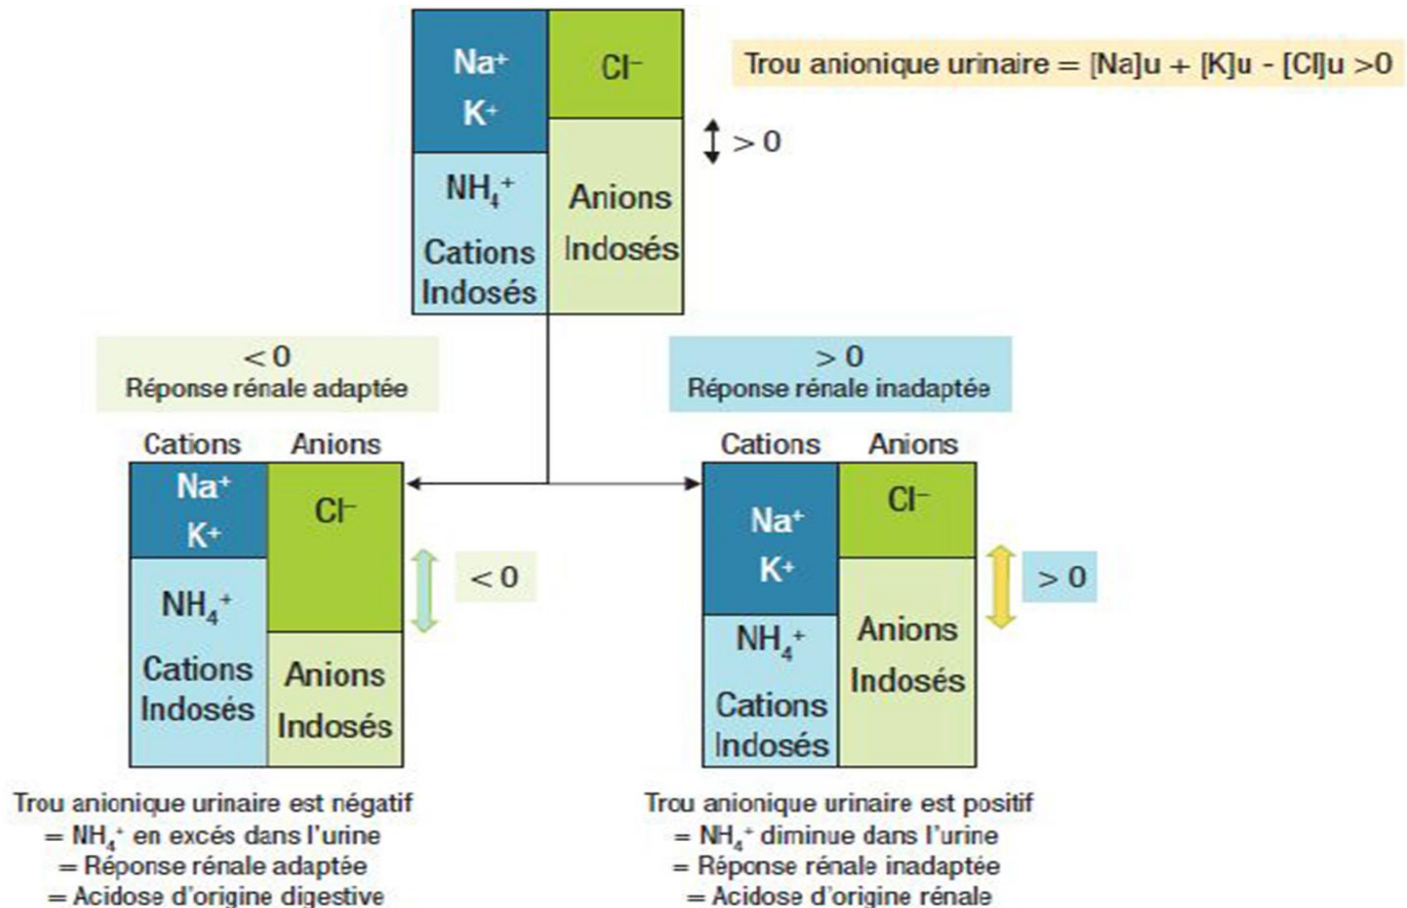 Na⁺
K⁺
Cl⁻
Trou anionique urinaire = [Na]u + [K]u - [Cl]u >0
> 0
NH₄⁺
Cations
Indosés
Anions
Indosés
< 0
Réponse rénale adaptée
> 0
Réponse rénale inadaptée
Cations Anions
Na⁺
K⁺
Cl⁻
< 0
NH₄⁺
Cations
Indosés
Anions
Indosés
Cations Anions
Na⁺
K⁺
Cl⁻
> 0
NH₄⁺
Cations
Indosés
Anions
Indosés
Trou anionique urinaire est négatif
= NH₄⁺ en excés dans l'urine
= Réponse rénale adaptée
= Acidose d'origine digestive
Trou anionique urinaire est positif
= NH₄⁺ diminue dans l'urine
= Réponse rénale inadaptée
= Acidose d'origine rénale